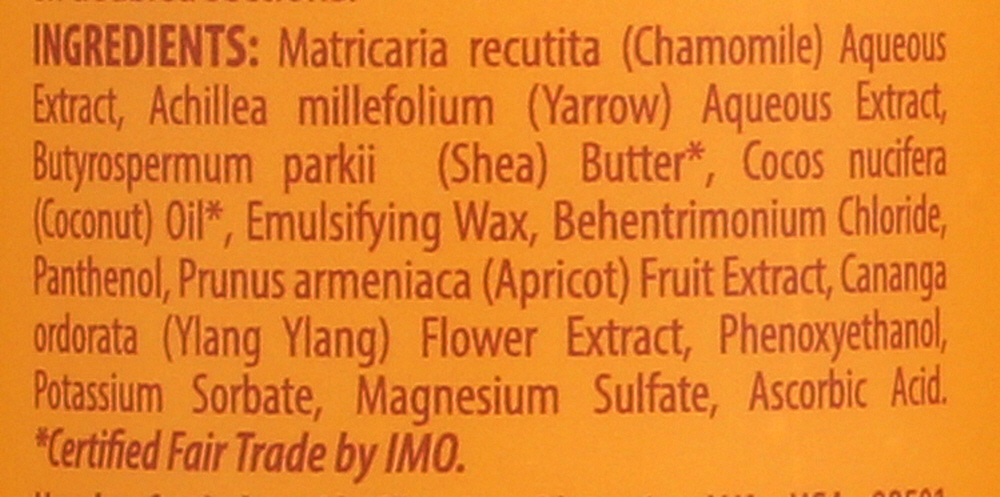 INGREDIENTS: Matricaria recutita (Chamomile) Aqueous
Extract, Achillea millefolium (Yarrow) Aqueous Extract,
Butyrospermum parkii (Shea) Butter*, Cocos nucifera
(Coconut) Oil*, Emulsifying Wax, Behentrimonium Chloride,
Panthenol, Prunus armeniaca (Apricot) Fruit Extract, Cananga
ordorata (Ylang Ylang) Flower Extract, Phenoxyethanol,
Potassium Sorbate, Magnesium Sulfate, Ascorbic Acid.
*Certified Fair Trade by IMO.